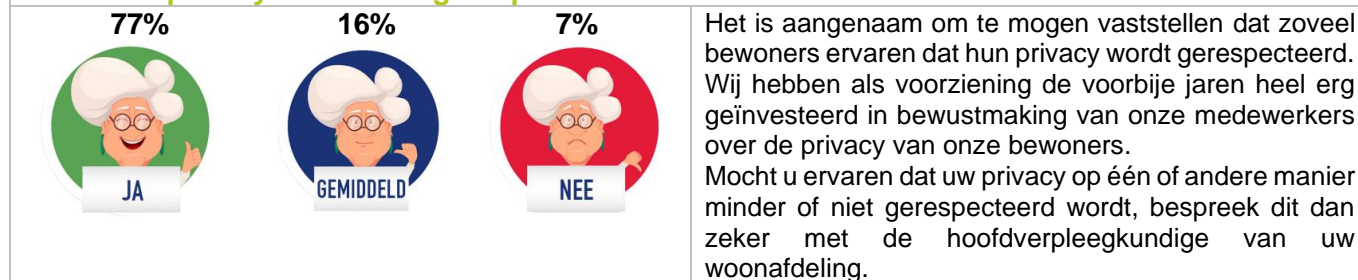 77% 16% 7%
JA GEMIDDELD NEE
Het is aangenaam om te mogen vaststellen dat zoveel
bewoners ervaren dat hun privacy wordt gerespecteerd.
Wij hebben als voorziening de voorbije jaren heel erg
geïnvesteerd in bewustmaking van onze medewerkers
over de privacy van onze bewoners.
Mocht u ervaren dat uw privacy op één of andere manier
minder of niet gerespecteerd wordt, bespreek dit dan
zeker met de hoofdverpleegkundige van uw
woonafdeling.